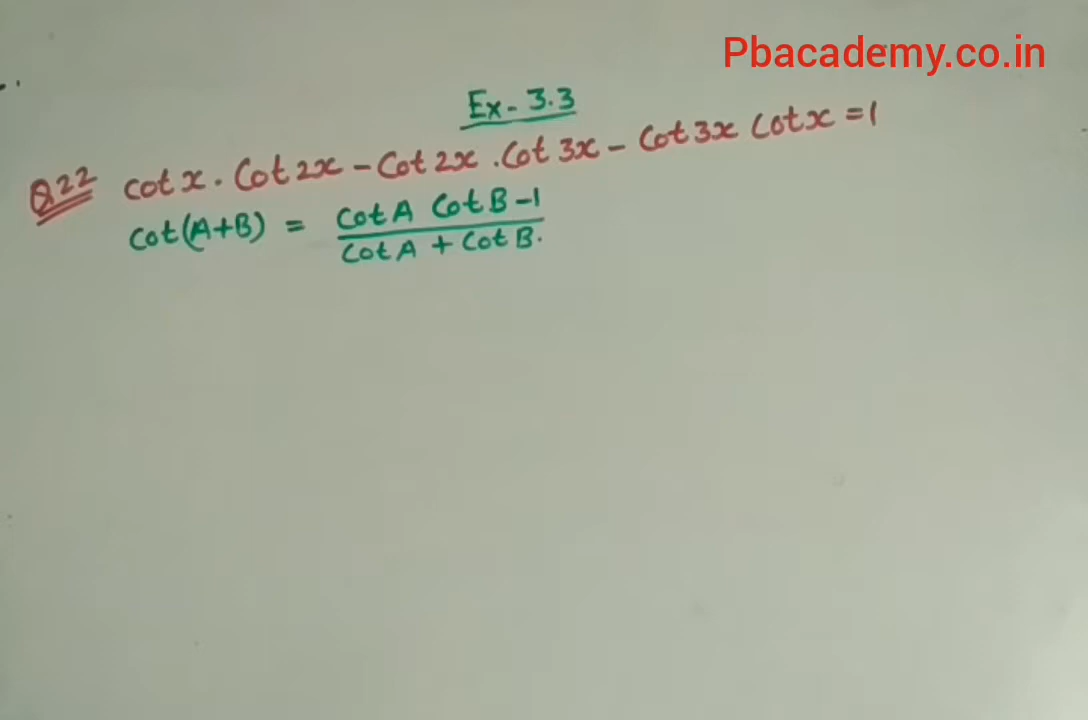 Pbacademy.co.in
Ex - 3.3
Q22 cot x . Cot 2x - Cot 2x . Cot 3x - Cot 3x Cot x = 1
Cot(A+B) = Cot A Cot B - 1
Cot A + Cot B.